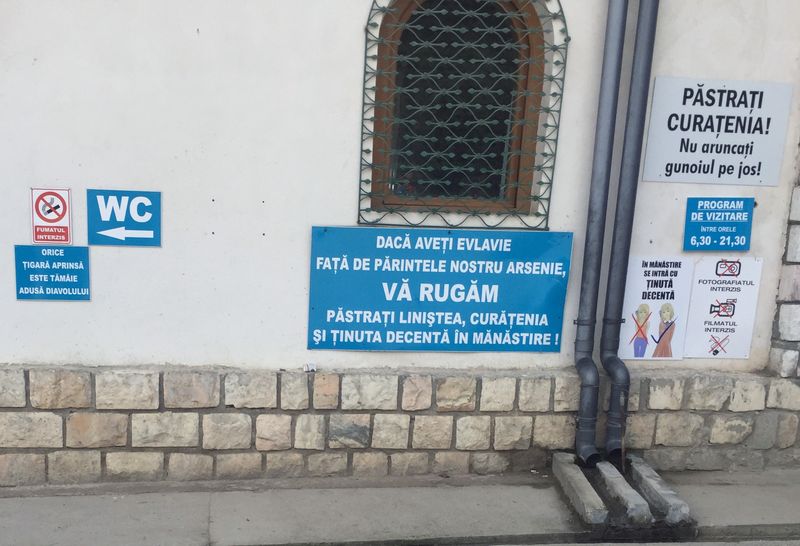 FUMATUL
INTERZIS
WC
ORICE
ȚIGARĂ APRINSĂ
ESTE TĂMÂIE
ADUSĂ DIAVOLULUI
DACĂ AVEȚI EVLAVIE
FAȚĂ DE PĂRINTELE NOSTRU ARSENIE,
VĂ RUGĂM
PĂSTRAȚI LINIȘTEA, CURĂȚENIA
ȘI ȚINUTA DECENTĂ ÎN MĂNĂSTIRE !
PĂSTRAȚI
CURAȚENIA!
Nu aruncați
gunoiul pe jos!
PROGRAM
DE VIZITARE
ÎNTRE ORELE
6,30 - 21,30
ÎN MĂNĂSTIRE
SE INTRĂ CU
ȚINUTĂ
DECENTĂ
FOTOGRAFIATUL
INTERZIS
FILMATUL
INTERZIS